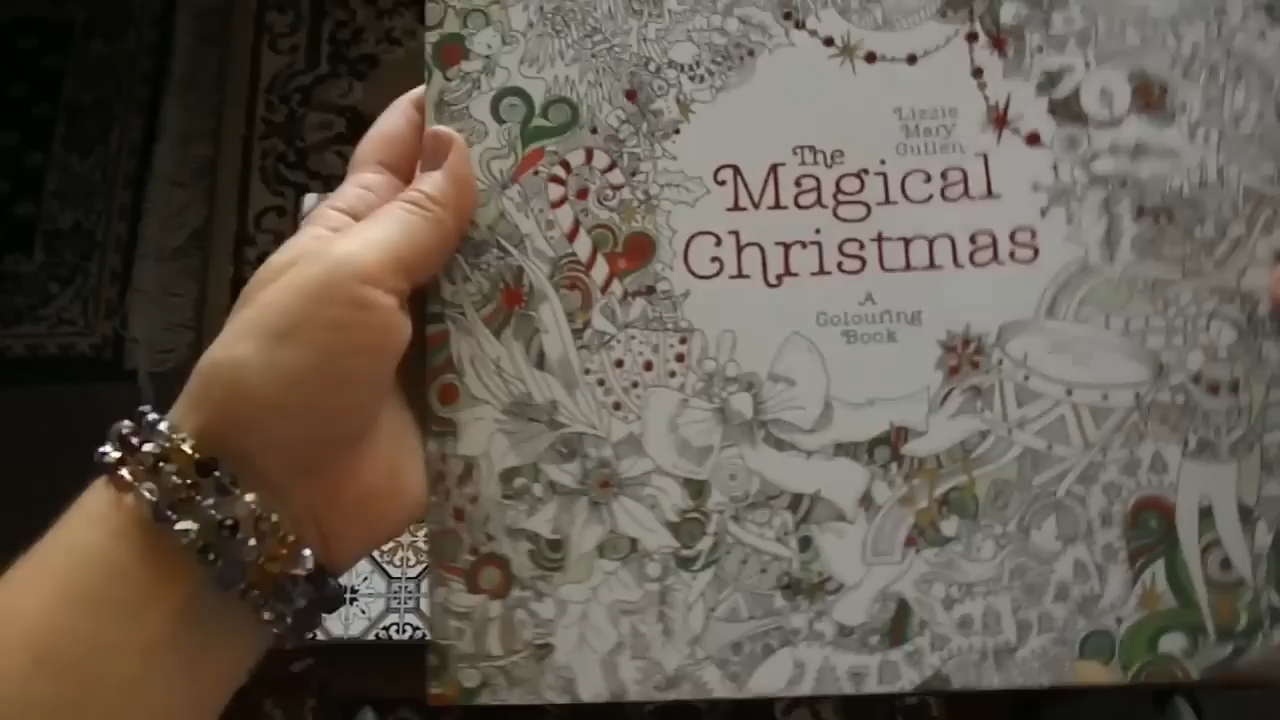 Lizzie
Mary
Cullen
The
Magical
Christmas
A
Colouring
Book